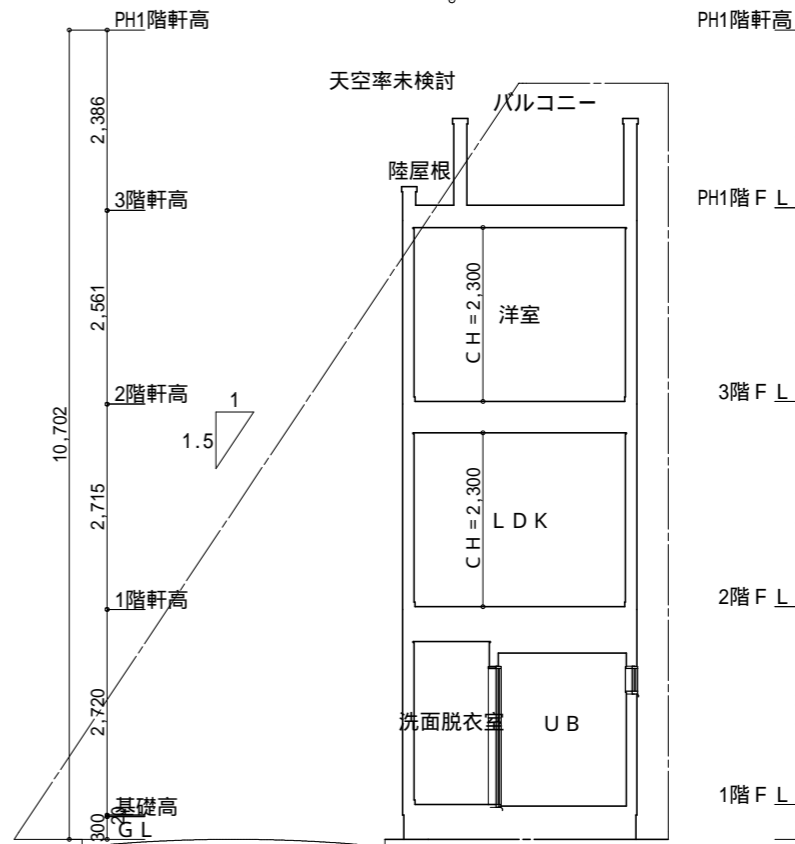 PH1階軒高
PH1階軒高
天空率未検討
バルコニー
2,386
陸屋根
3階軒高
PH1階ＦＬ
2,561
CH=2,300
洋室
2階軒高
3階ＦＬ
1
1.5
10,702
2,715
CH=2,300
ＬＤＫ
1階軒高
2階ＦＬ
2,720
洗面脱衣室
ＵＢ
基礎高
1階ＦＬ
20
300
ＧＬ